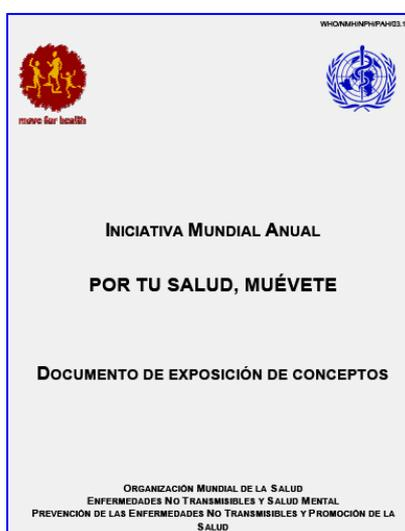 WHO/NMH/NPH/PAH/03.1
move for health
INICIATIVA MUNDIAL ANUAL
POR TU SALUD, MUÉVETE
DOCUMENTO DE EXPOSICIÓN DE CONCEPTOS
ORGANIZACIÓN MUNDIAL DE LA SALUD
ENFERMEDADES NO TRANSMISIBLES Y SALUD MENTAL
PREVENCIÓN DE LAS ENFERMEDADES NO TRANSMISIBLES Y PROMOCIÓN DE LA
SALUD